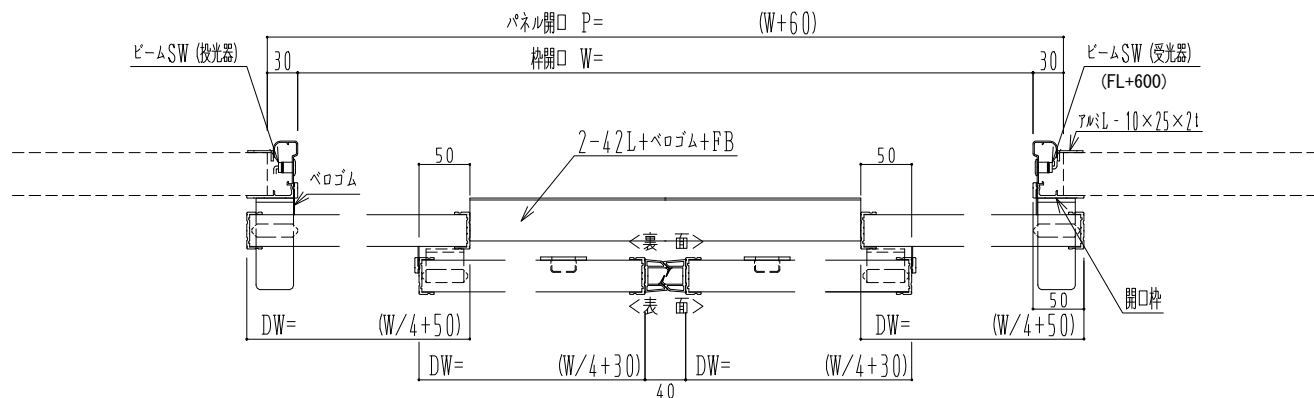 パネル開口 P= (W+60)
ビームSW (投光器)
30
枠開口 W=
30
ビームSW (受光器)
(FL+600)
アルミL - 10×25×2t
50
2-42L+ベロゴム+FB
50
ベロゴム
<裏 面>
<表 面>
開口枠
50
DW= (W/4+50)
DW= (W/4+50)
DW= (W/4+30)
DW= (W/4+30)
40